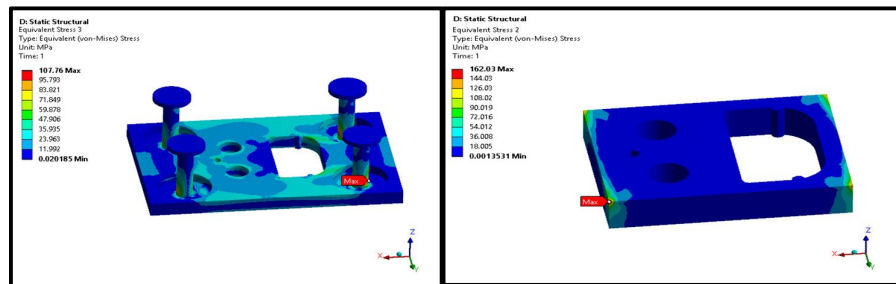 D: Static Structural
Equivalent Stress 3
Type: Equivalent (von-Mises) Stress
Unit: MPa
Time: 1
107.76 Max
95.793
83.821
71.849
59.878
47.906
35.935
23.963
11.992
0.020185 Min
Max
Z
X
Y
D: Static Structural
Equivalent Stress 2
Type: Equivalent (von-Mises) Stress
Unit: MPa
Time: 1
162.03 Max
144.03
126.03
108.02
90.019
72.016
54.012
36.008
18.005
0.0013531 Min
Max
Z
X
Y